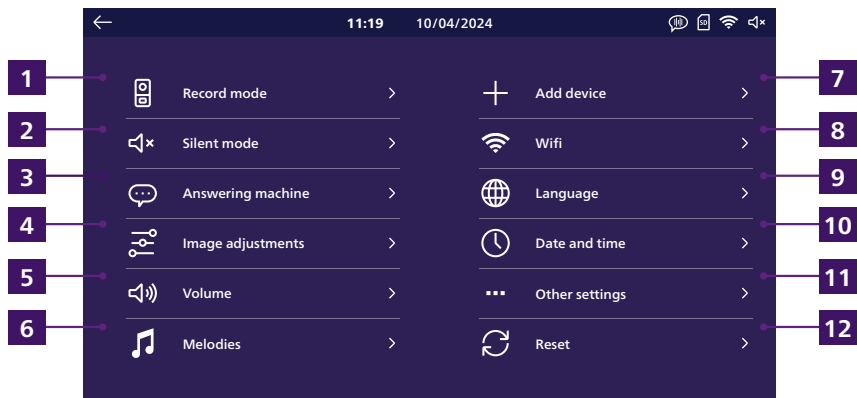 11:19 10/04/2024 SD
1 Record mode
2 Silent mode
3 Answering machine
4 Image adjustments
5 Volume
6 Melodies
7 Add device
8 Wifi
9 Language
10 Date and time
11 Other settings
12 Reset